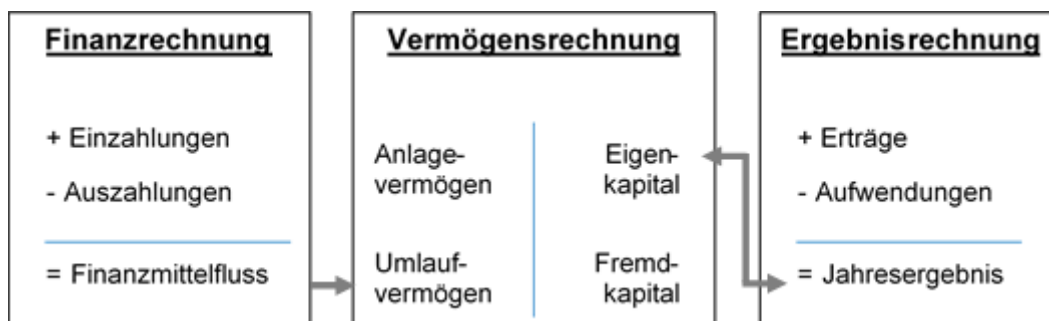 Finanzrechnung
+ Einzahlungen
- Auszahlungen
= Finanzmittelfluss
Vermögensrechnung
Anlage-
vermögen
Eigen-
kapital
Umlauf-
vermögen
Fremd-
kapital
Ergebnisrechnung
+ Erträge
- Aufwendungen
= Jahresergebnis